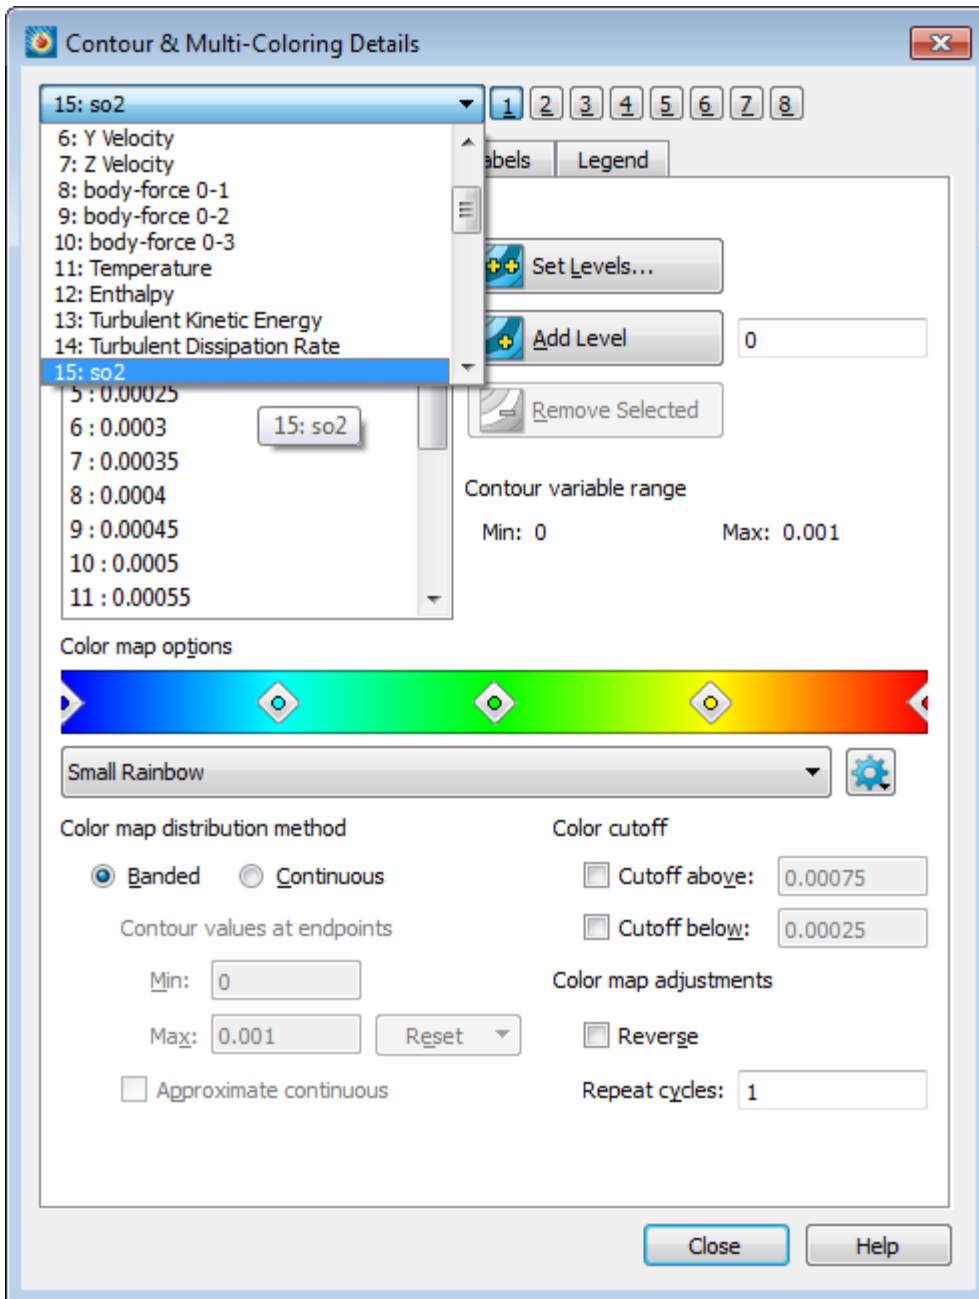 Contour & Multi-Coloring Details
15: so2 1 2 3 4 5 6 7 8
6: Y Velocity
7: Z Velocity
8: body-force 0-1
9: body-force 0-2
10: body-force 0-3
11: Temperature
12: Enthalpy
13: Turbulent Kinetic Energy
14: Turbulent Dissipation Rate
15: so2
abels Legend
Set Levels...
Add Level 0
Remove Selected
5 : 0.00025
6 : 0.0003
7 : 0.00035
8 : 0.0004
9 : 0.00045
10 : 0.0005
11 : 0.00055
15: so2
Contour variable range
Min: 0 Max: 0.001
Color map options
Small Rainbow
Color map distribution method
Banded Continuous
Contour values at endpoints
Min: 0
Max: 0.001 Reset
Approximate continuous
Color cutoff
Cutoff above: 0.00075
Cutoff below: 0.00025
Color map adjustments
Reverse
Repeat cycles: 1
Close Help